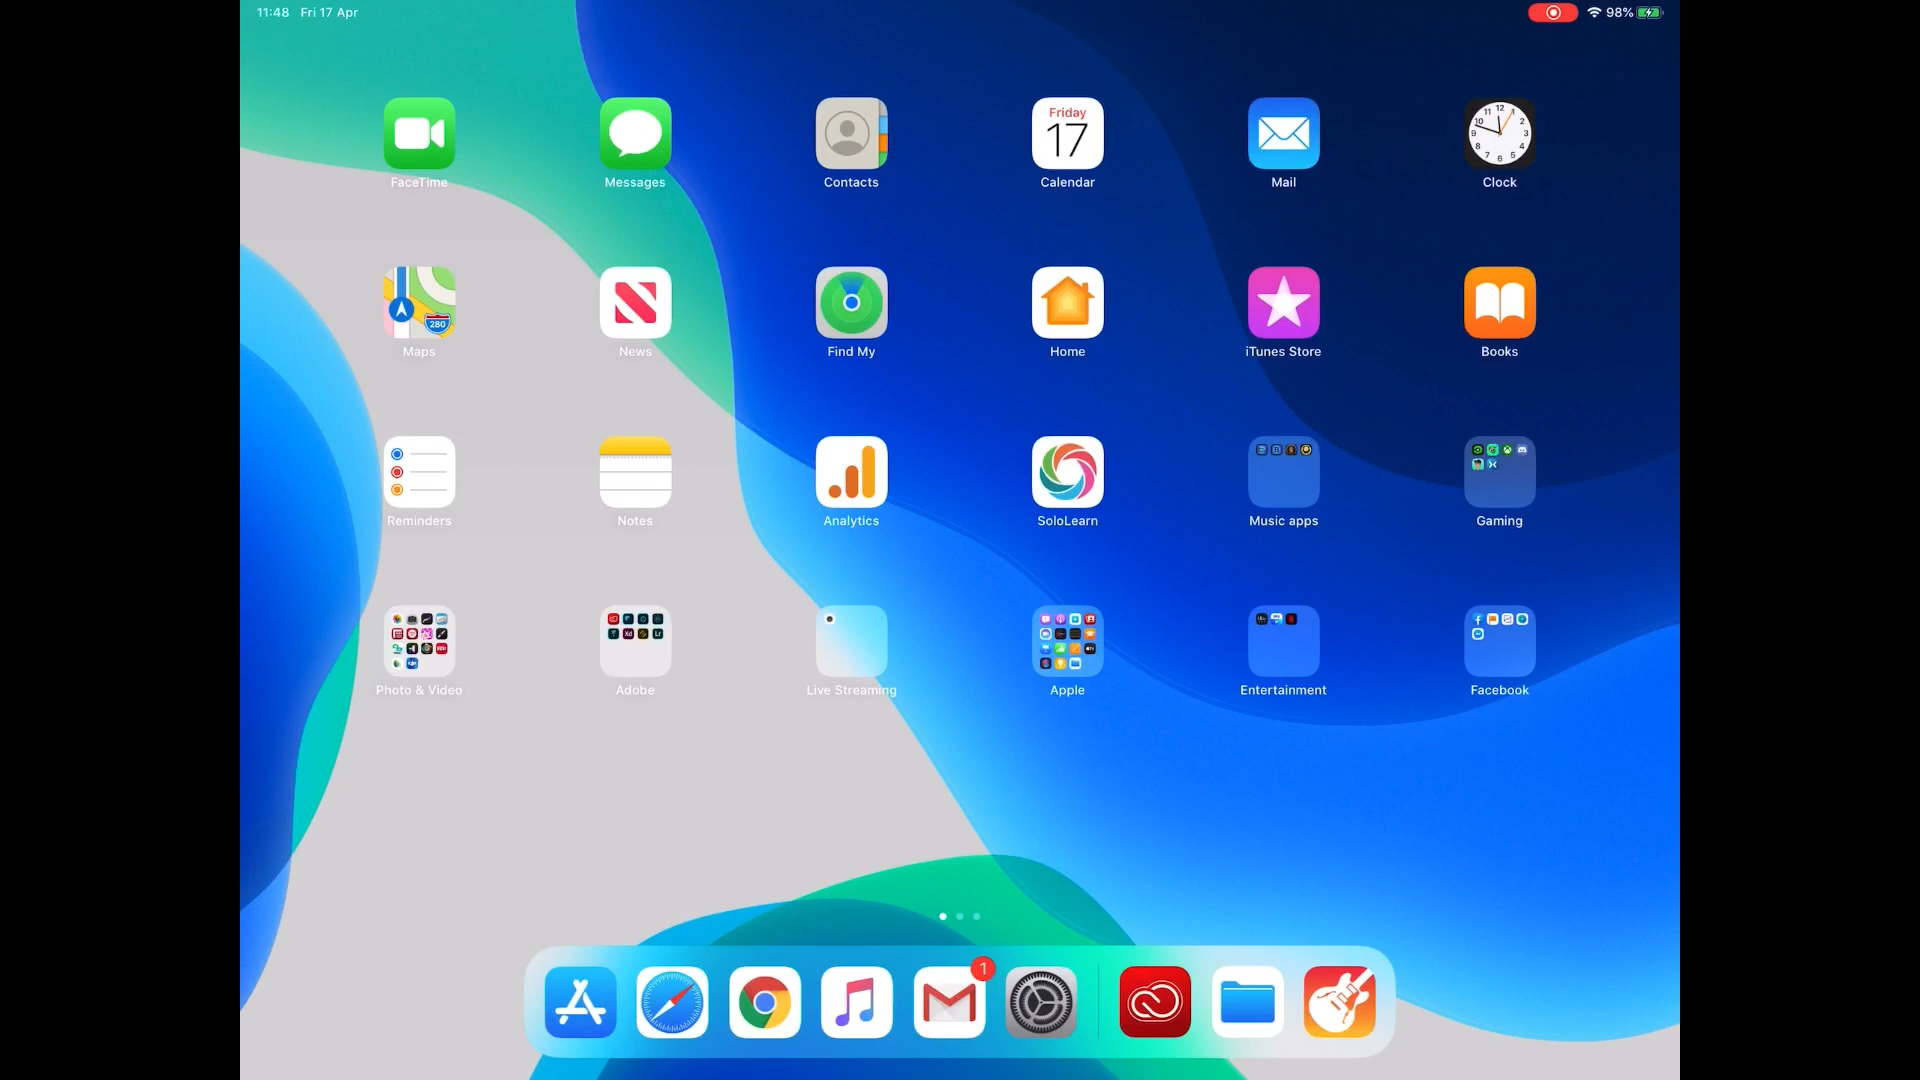 11:48 Fri 17 Apr
98%
FaceTime
Messages
Contacts
Friday
17
Calendar
Mail
Clock
280
Maps
News
Find My
Home
iTunes Store
Books
Reminders
Notes
Analytics
SoloLearn
Music apps
Gaming
Photo & Video
Adobe
Live Streaming
Apple
Entertainment
Facebook
1